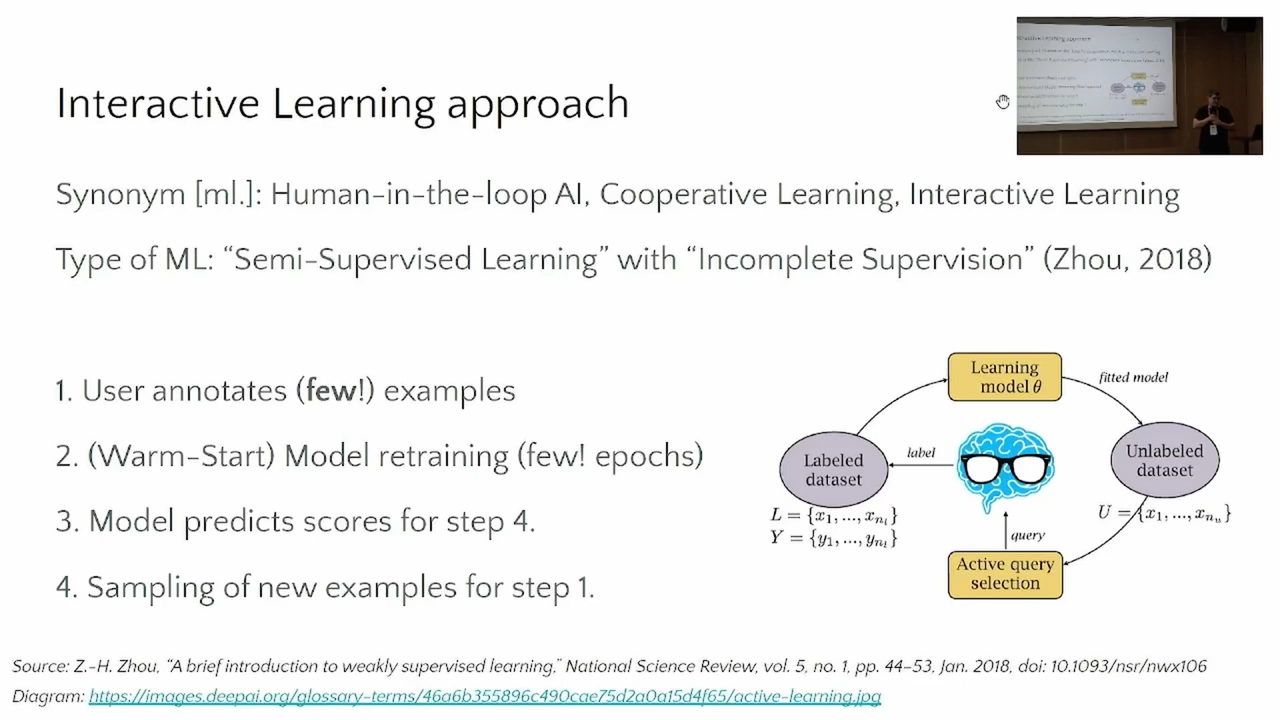 Interactive Learning approach
Synonym [ml.]: Human-in-the-loop AI, Cooperative Learning, Interactive Learning
Type of ML: “Semi-Supervised Learning” with “Incomplete Supervision” (Zhou, 2018)
1. User annotates (few!) examples
2. (Warm-Start) Model retraining (few! epochs)
3. Model predicts scores for step 4.
4. Sampling of new examples for step 1.
Learning
model θ
fitted model
Labeled
dataset
label
Unlabeled
dataset
L = {x₁, ..., xₙₗ}
Y = {y₁, ..., yₙₗ}
U = {x₁, ..., xₙᵤ}
query
Active query
selection
Source: Z.-H. Zhou, “A brief introduction to weakly supervised learning,” National Science Review, vol. 5, no. 1, pp. 44–53, Jan. 2018, doi: 10.1093/nsr/nwx106
Diagram: https://images.deepai.org/glossary-terms/46a6b355896c490cae75d2a0a15d4f65/active-learning.jpg